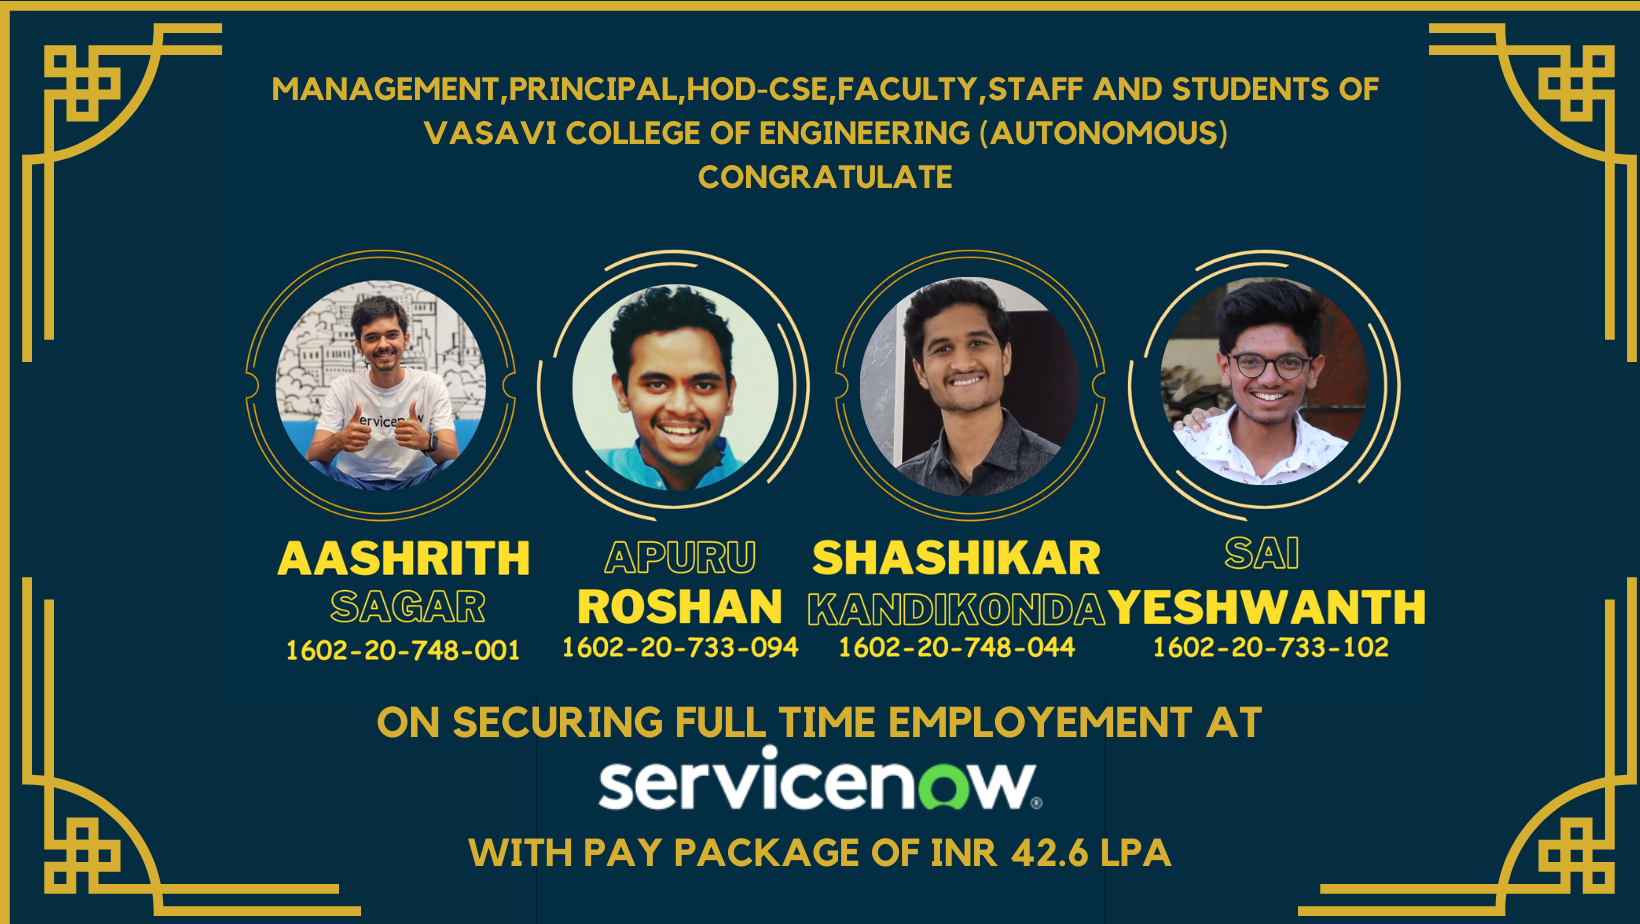 MANAGEMENT,PRINCIPAL,HOD-CSE,FACULTY,STAFF AND STUDENTS OF
VASAVI COLLEGE OF ENGINEERING (AUTONOMOUS)
CONGRATULATE
servicenow
AASHRITH
SAGAR
1602-20-748-001
APURU
ROSHAN
1602-20-733-094
SHASHIKAR
KANDIKONDA
1602-20-748-044
SAI
YESHWANTH
1602-20-733-102
ON SECURING FULL TIME EMPLOYEMENT AT
servicenow®
WITH PAY PACKAGE OF INR 42.6 LPA